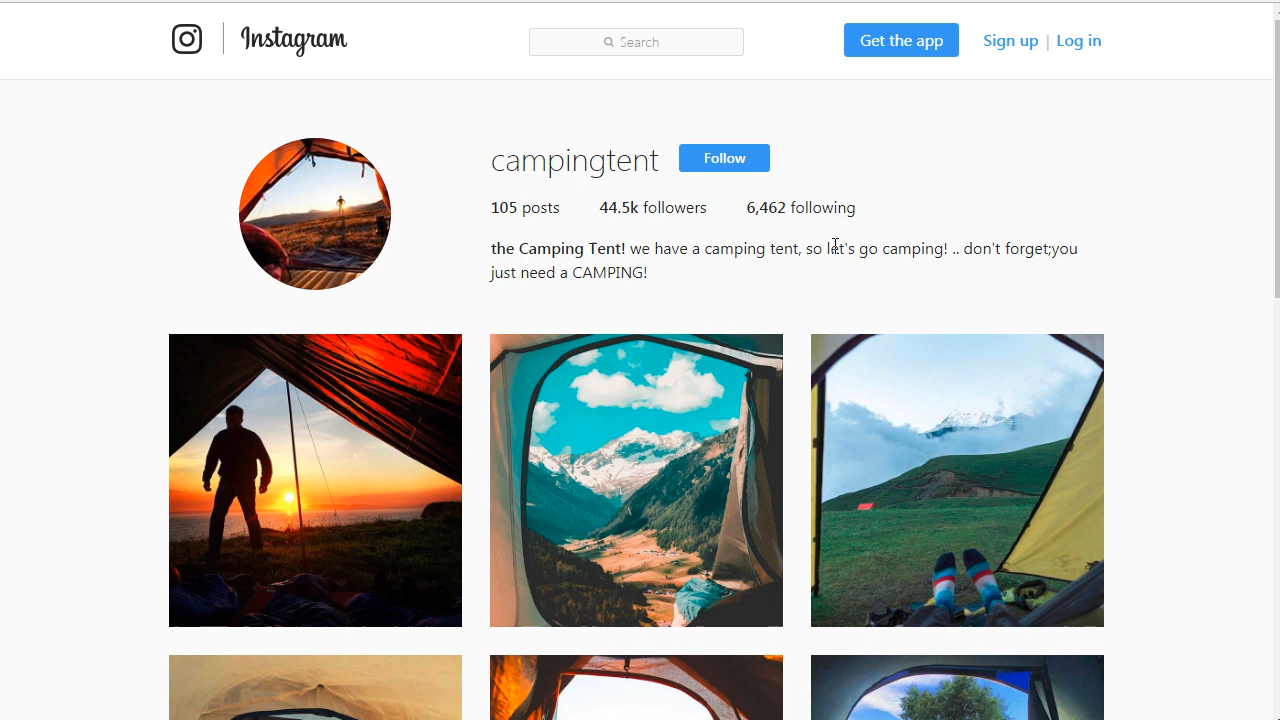 Instagram
Search
Get the app
Sign up | Log in
campingtent
Follow
105 posts 44.5k followers 6,462 following
the Camping Tent! we have a camping tent, so let's go camping! .. don't forget;you
just need a CAMPING!